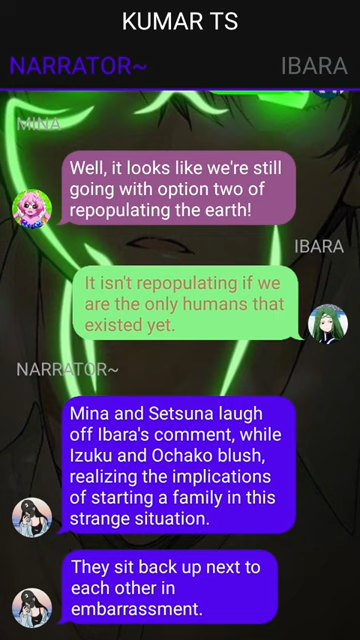 KUMAR TS
NARRATOR~
IBARA
MINA
Well, it looks like we're still
going with option two of
repopulating the earth!
IBARA
It isn't repopulating if we
are the only humans that
existed yet.
NARRATOR~
Mina and Setsuna laugh
off Ibara's comment, while
Izuku and Ochako blush,
realizing the implications
of starting a family in this
strange situation.
They sit back up next to
each other in
embarrassment.